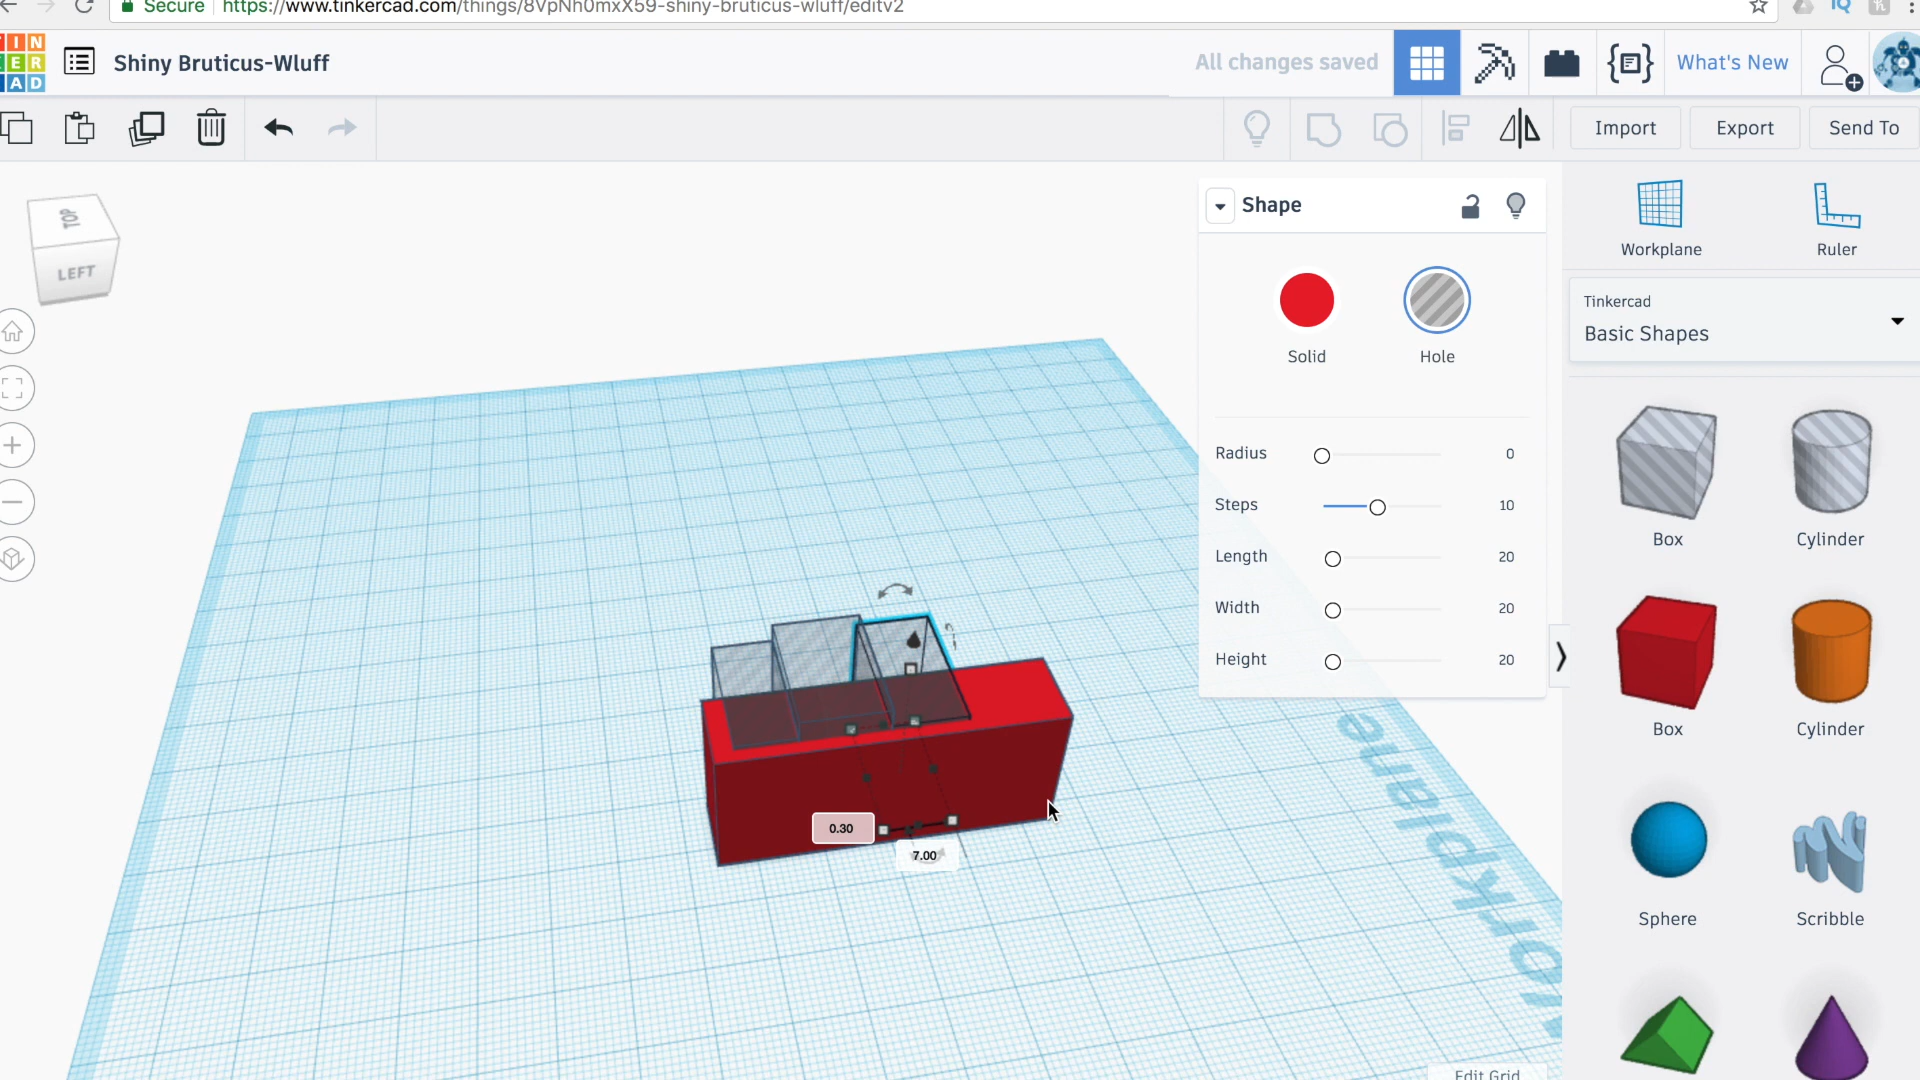 Secure https://www.tinkercad.com/things/8VpNh0mxX59-shiny-bruticus-wluff/editv2
IQ
TIN
KER
CAD
Shiny Bruticus-Wluff
All changes saved
What's New
Import
Export
Send To
TOP
LEFT
Shape
Solid
Hole
Radius 0
Steps 10
Length 20
Width 20
Height 20
Workplane
Ruler
Tinkercad
Basic Shapes
Box
Cylinder
Box
Cylinder
Sphere
Scribble
0.30
7.00
Workplane
Edit Grid